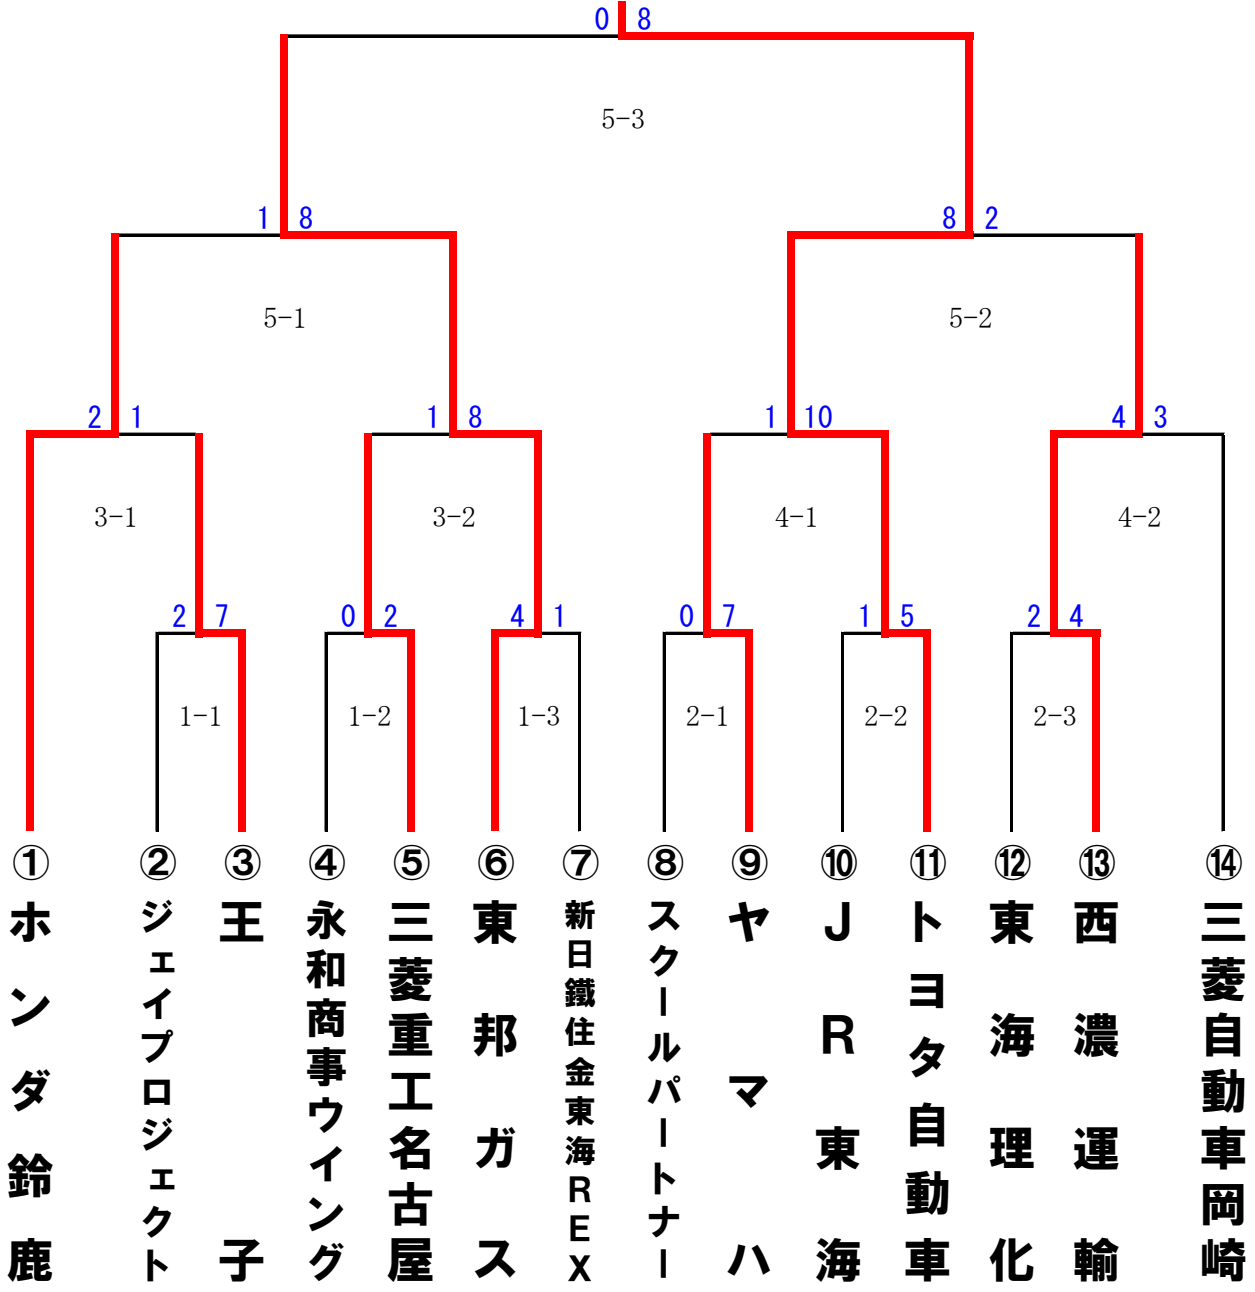 0 8
5-3
1 8
8 2
5-1
5-2
2 1
1 8
1 10
4 3
3-1
3-2
4-1
4-2
2 7
0 2
4 1
0 7
1 5
2 4
1-1
1-2
1-3
2-1
2-2
2-3
①
②
③
④
⑤
⑥
⑦
⑧
⑨
⑩
⑪
⑫
⑬
⑭
ホンダ鈴鹿
ジェイプロジェクト
王子
永和商事ウイング
三菱重工名古屋
東邦ガス
新日鐵住金東海REX
スクールパートナー
ヤマハ
JR東海
トヨタ自動車
東海理化
西濃運輸
三菱自動車岡崎